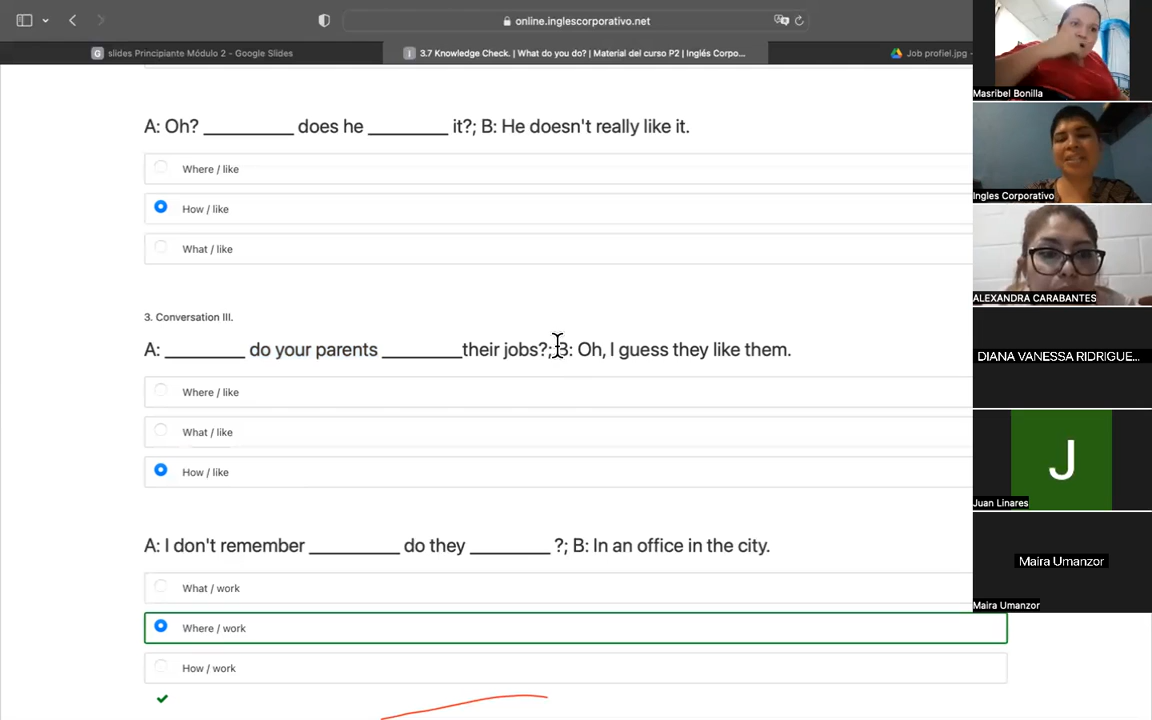 online.inglescorporativo.net
slides Principiante Módulo 2 - Google Slides
3.7 Knowledge Check. | What do you do? | Material del curso P2 | Inglés Corpo...
Job profiel.jpg -
A: Oh? __________ does he _________ it?; B: He doesn't really like it.
Where / like
How / like
What / like
3. Conversation III.
A: _________ do your parents _________their jobs?; B: Oh, I guess they like them.
Where / like
What / like
How / like
A: I don't remember __________ do they _________ ?; B: In an office in the city.
What / work
Where / work
How / work
Masribel Bonilla
Ingles Corporativo
ALEXANDRA CARABANTES
DIANA VANESSA RIDRIGUE...
J
Juan Linares
Maira Umanzor
Maira Umanzor